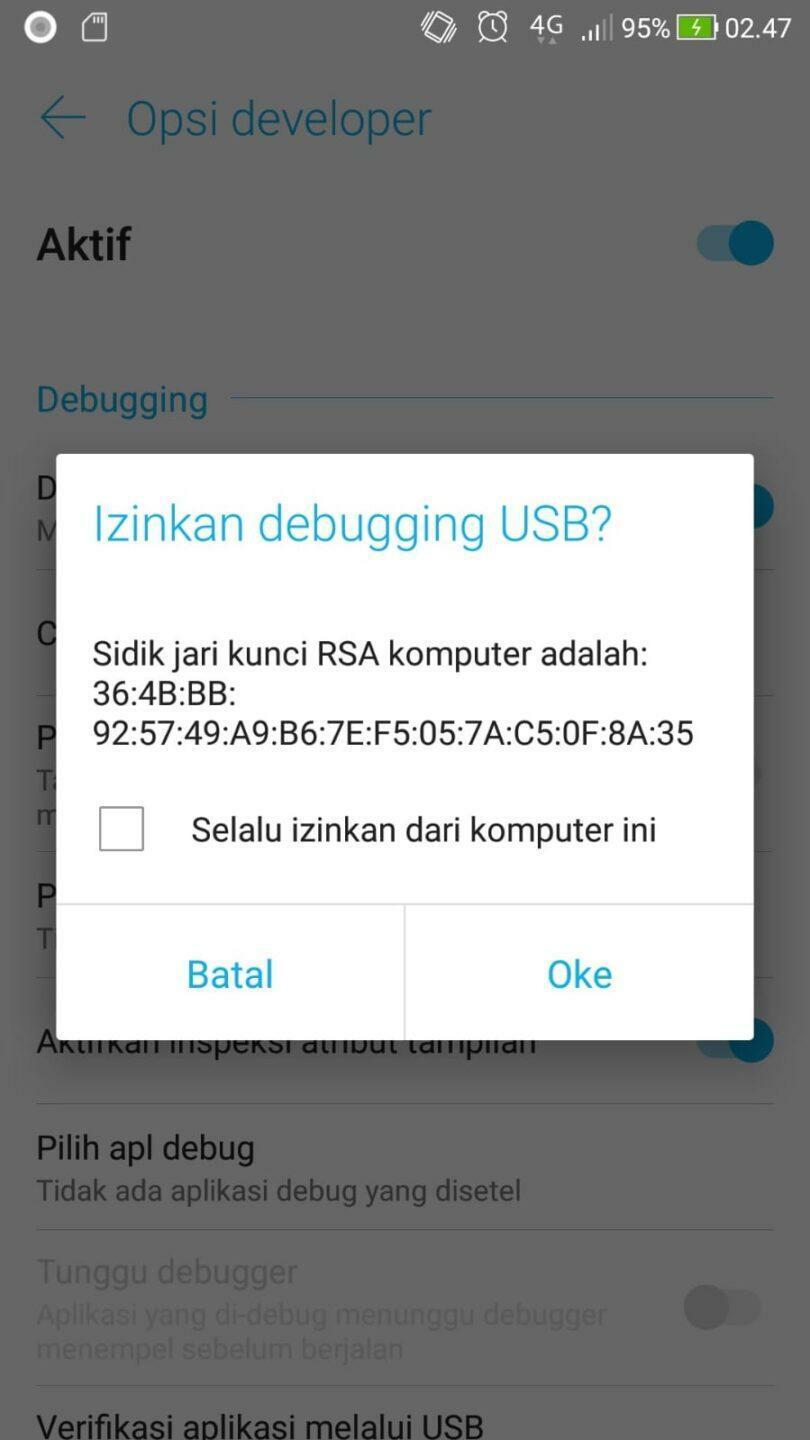 4G 95% 02.47
Opsi developer
Aktif
Debugging
Izinkan debugging USB?
Sidik jari kunci RSA komputer adalah:
36:4B:BB:
92:57:49:A9:B6:7E:F5:05:7A:C5:0F:8A:35
Selalu izinkan dari komputer ini
Batal Oke
Aktifkan inspeksi atribut tampilan
Pilih apl debug
Tidak ada aplikasi debug yang disetel
Tunggu debugger
Aplikasi yang di-debug menunggu debugger
menempel sebelum berjalan
Verifikasi aplikasi melalui USB